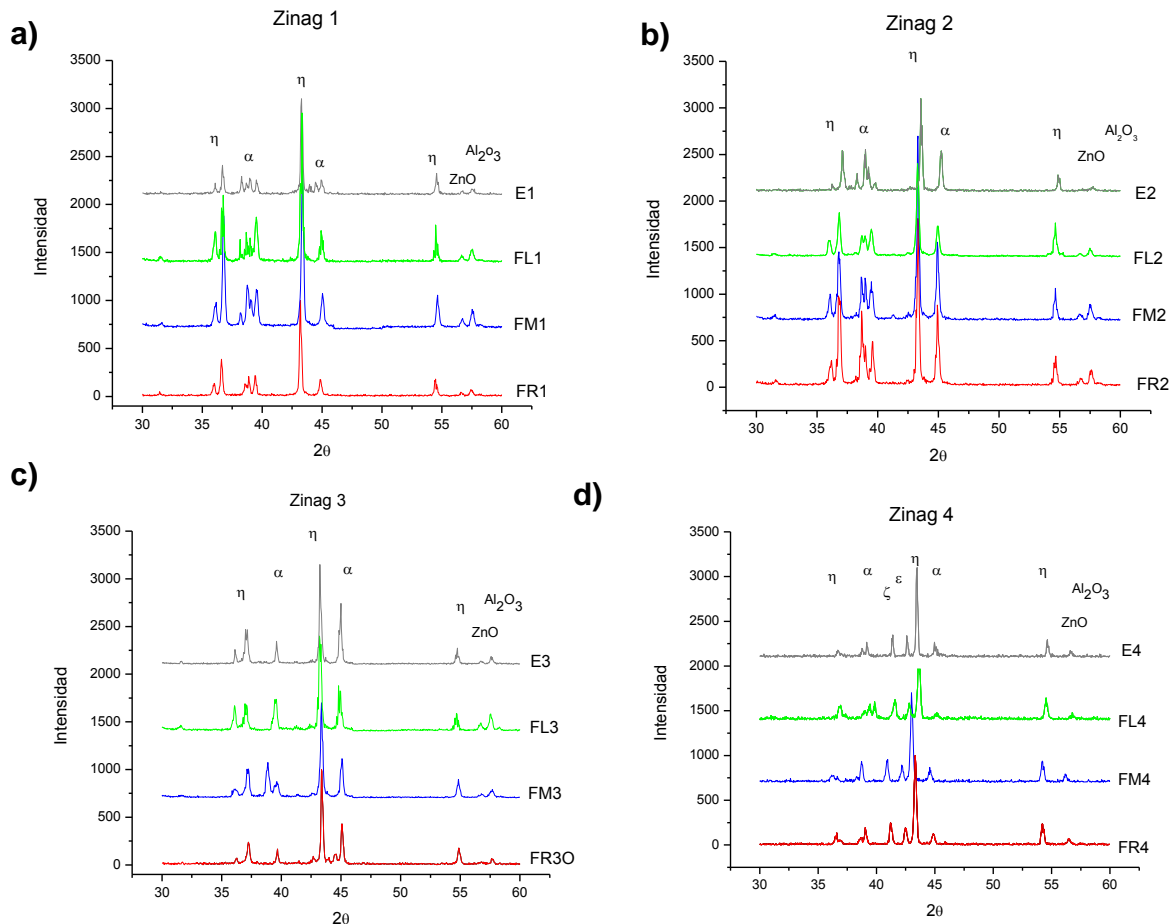 a)
Zinag 1
3500
3000
2500
2000
1500
1000
500
0
Intensidad
η
α
η
α
η
Al2o3
ZnO
E1
FL1
FM1
FR1
30 35 40 45 50 55 60
2θ
b)
Zinag 2
3500
3000
2500
2000
1500
1000
500
0
Intensidad
η
α
η
α
η
Al2O3
ZnO
E2
FL2
FM2
FR2
30 35 40 45 50 55 60
2θ
c)
Zinag 3
3500
3000
2500
2000
1500
1000
500
0
Intensidad
η
α
η
α
η
Al2O3
ZnO
E3
FL3
FM3
FR3O
30 35 40 45 50 55 60
2θ
d)
Zinag 4
3500
3000
2500
2000
1500
1000
500
0
Intensidad
η
α
ζ
ε
η
α
η
Al2O3
ZnO
E4
FL4
FM4
FR4
30 35 40 45 50 55 60
2θ